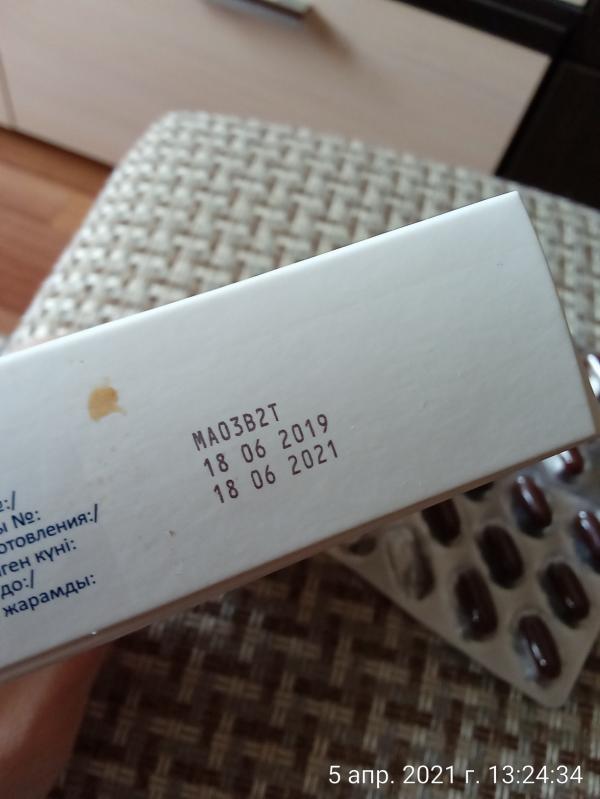 MA03B2T
18 06 2019
18 06 2021
№:/
ы №:
отовления:/
ген күні:
до:/
жарамды:
5 апр. 2021 г. 13:24:34